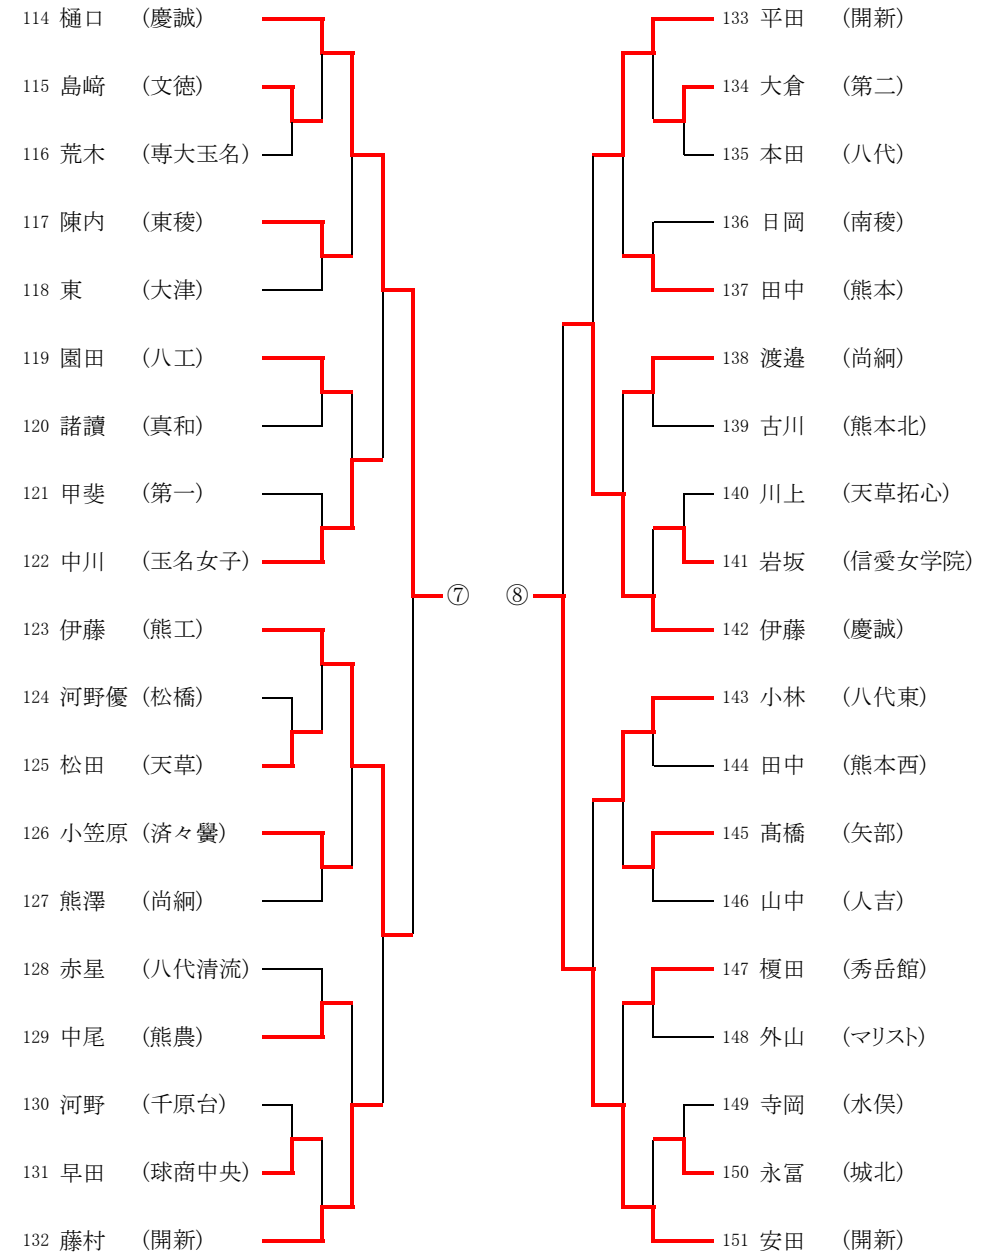 114 樋口 (慶誠)
115 島﨑 (文徳)
116 荒木 (専大玉名)
117 陳内 (東稜)
118 東 (大津)
119 園田 (八工)
120 諸讀 (真和)
121 甲斐 (第一)
122 中川 (玉名女子)
123 伊藤 (熊工)
124 河野優 (松橋)
125 松田 (天草)
126 小笠原 (済々黌)
127 熊澤 (尚絅)
128 赤星 (八代清流)
129 中尾 (熊農)
130 河野 (千原台)
131 早田 (球商中央)
132 藤村 (開新)
⑦ ⑧
133 平田 (開新)
134 大倉 (第二)
135 本田 (八代)
136 日岡 (南稜)
137 田中 (熊本)
138 渡邉 (尚絅)
139 古川 (熊本北)
140 川上 (天草拓心)
141 岩坂 (信愛女学院)
142 伊藤 (慶誠)
143 小林 (八代東)
144 田中 (熊本西)
145 髙橋 (矢部)
146 山中 (人吉)
147 榎田 (秀岳館)
148 外山 (マリスト)
149 寺岡 (水俣)
150 永冨 (城北)
151 安田 (開新)